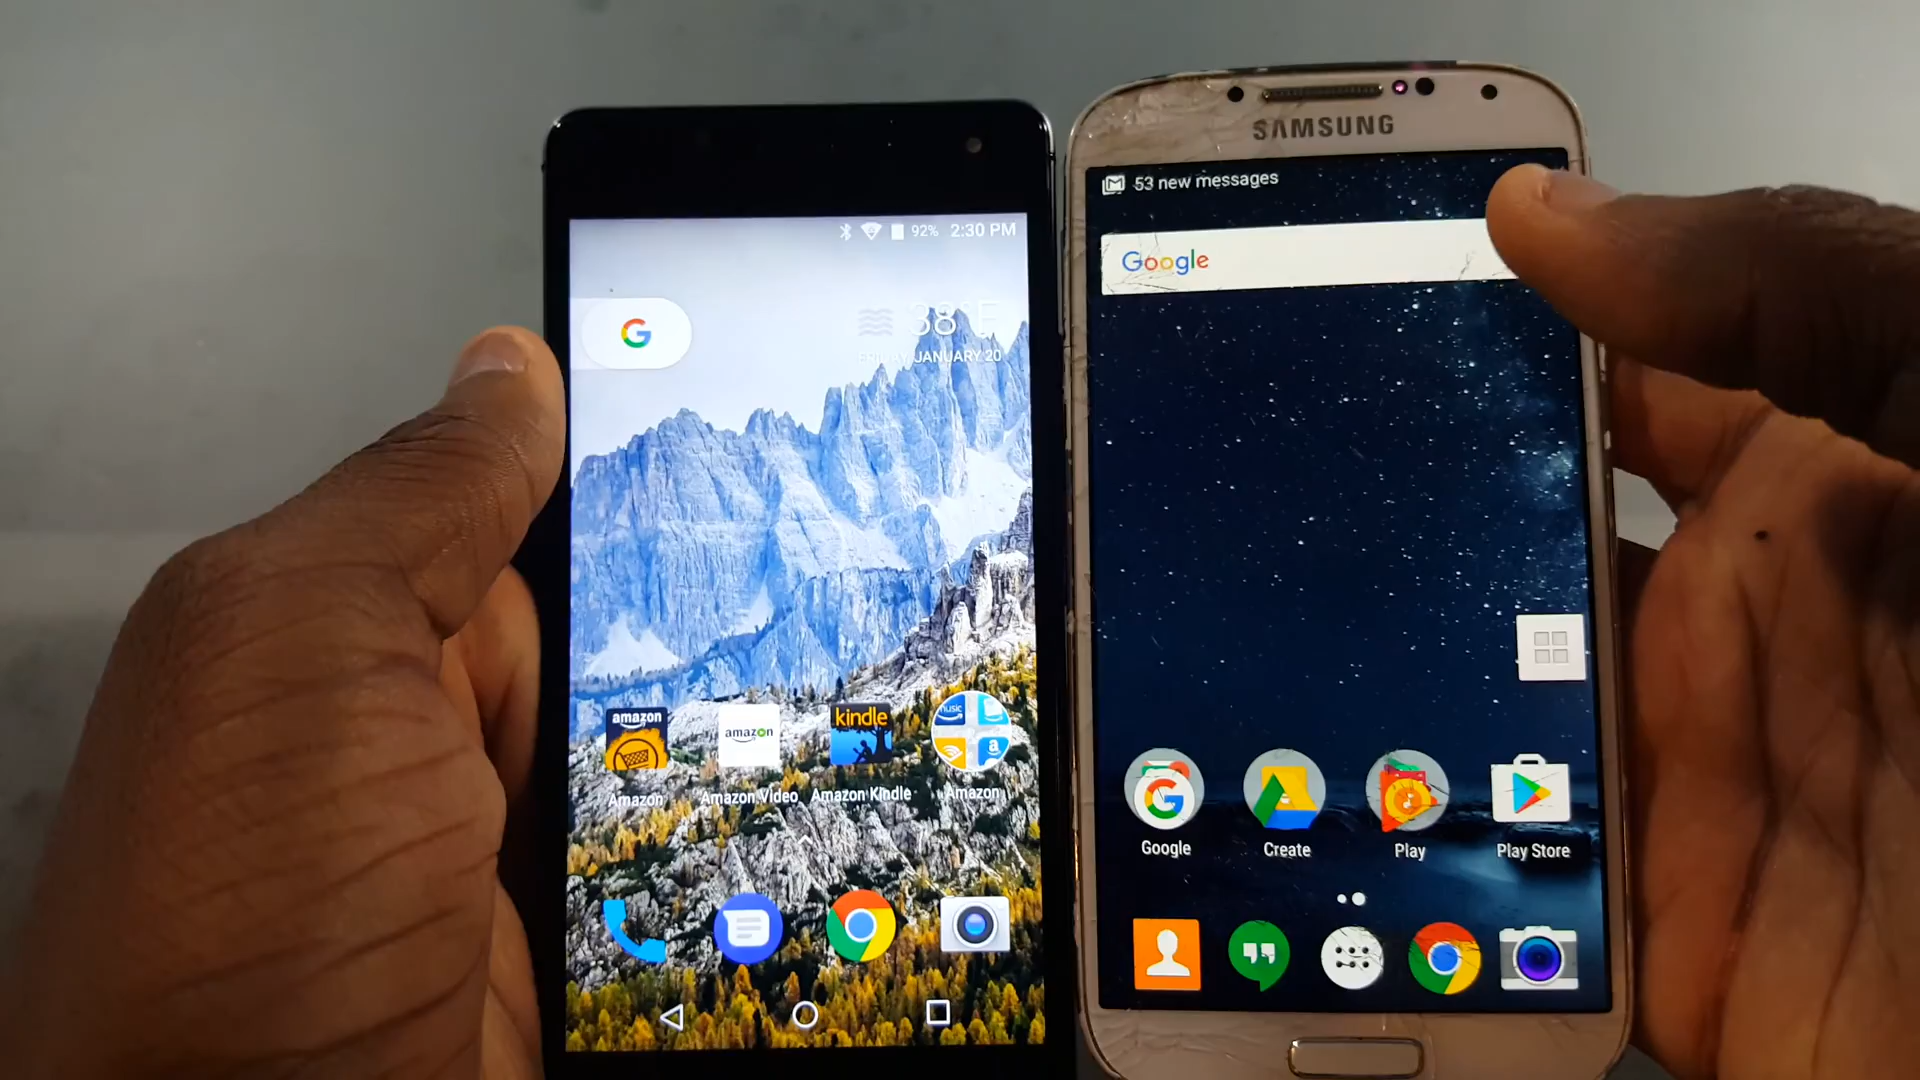 92% 2:30 PM
38°F
FRIDAY, JANUARY 20
amazon
amazon
kindle
music
Amazon
Amazon Video
Amazon Kindle
Amazon
SAMSUNG
53 new messages
Google
Google
Create
Play
Play Store